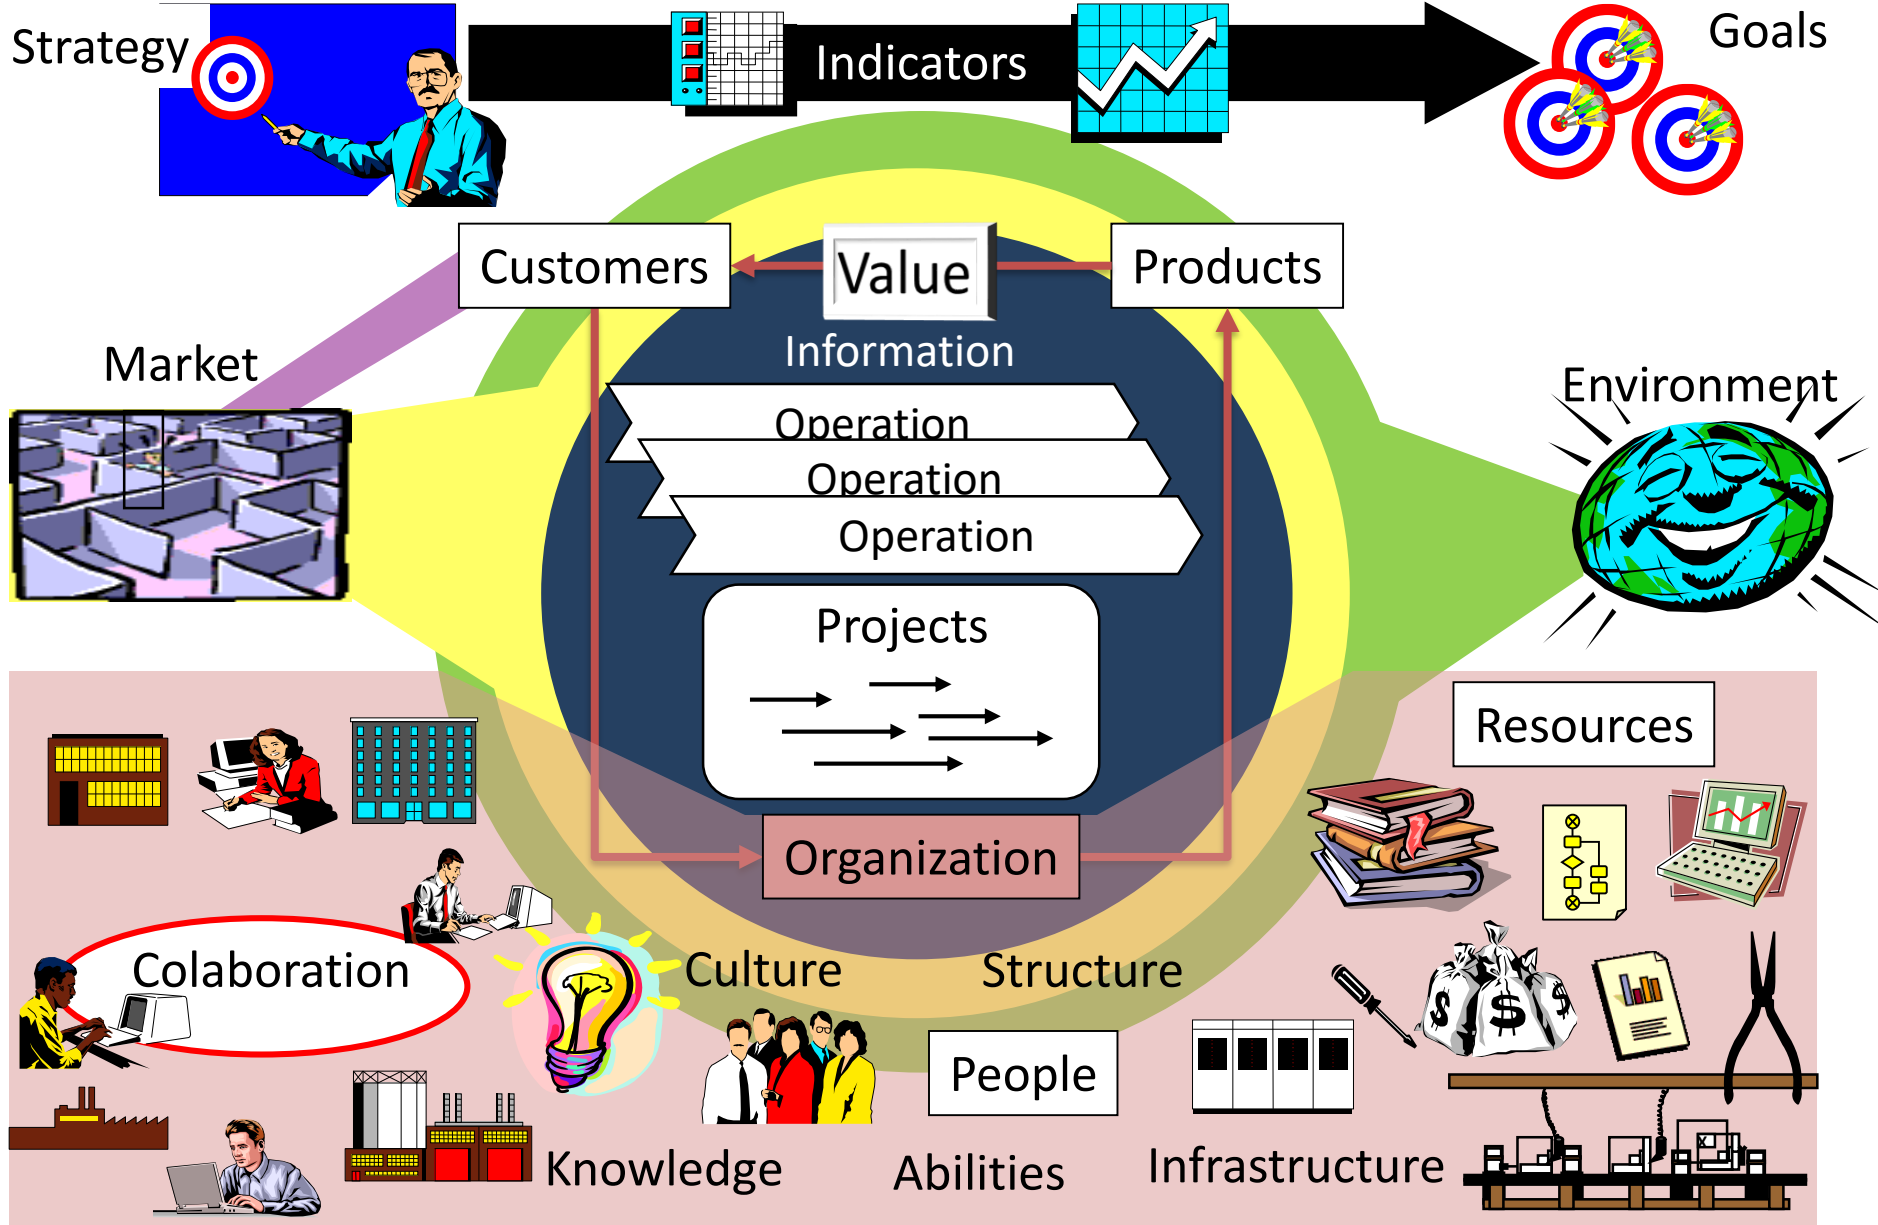 Strategy
Indicators
Goals
Customers
Value
Products
Information
Market
Environment
Operation
Operation
Operation
Projects
Resources
Organization
Colaboration
Culture
Structure
$
$
$
People
Knowledge
Abilities
Infrastructure